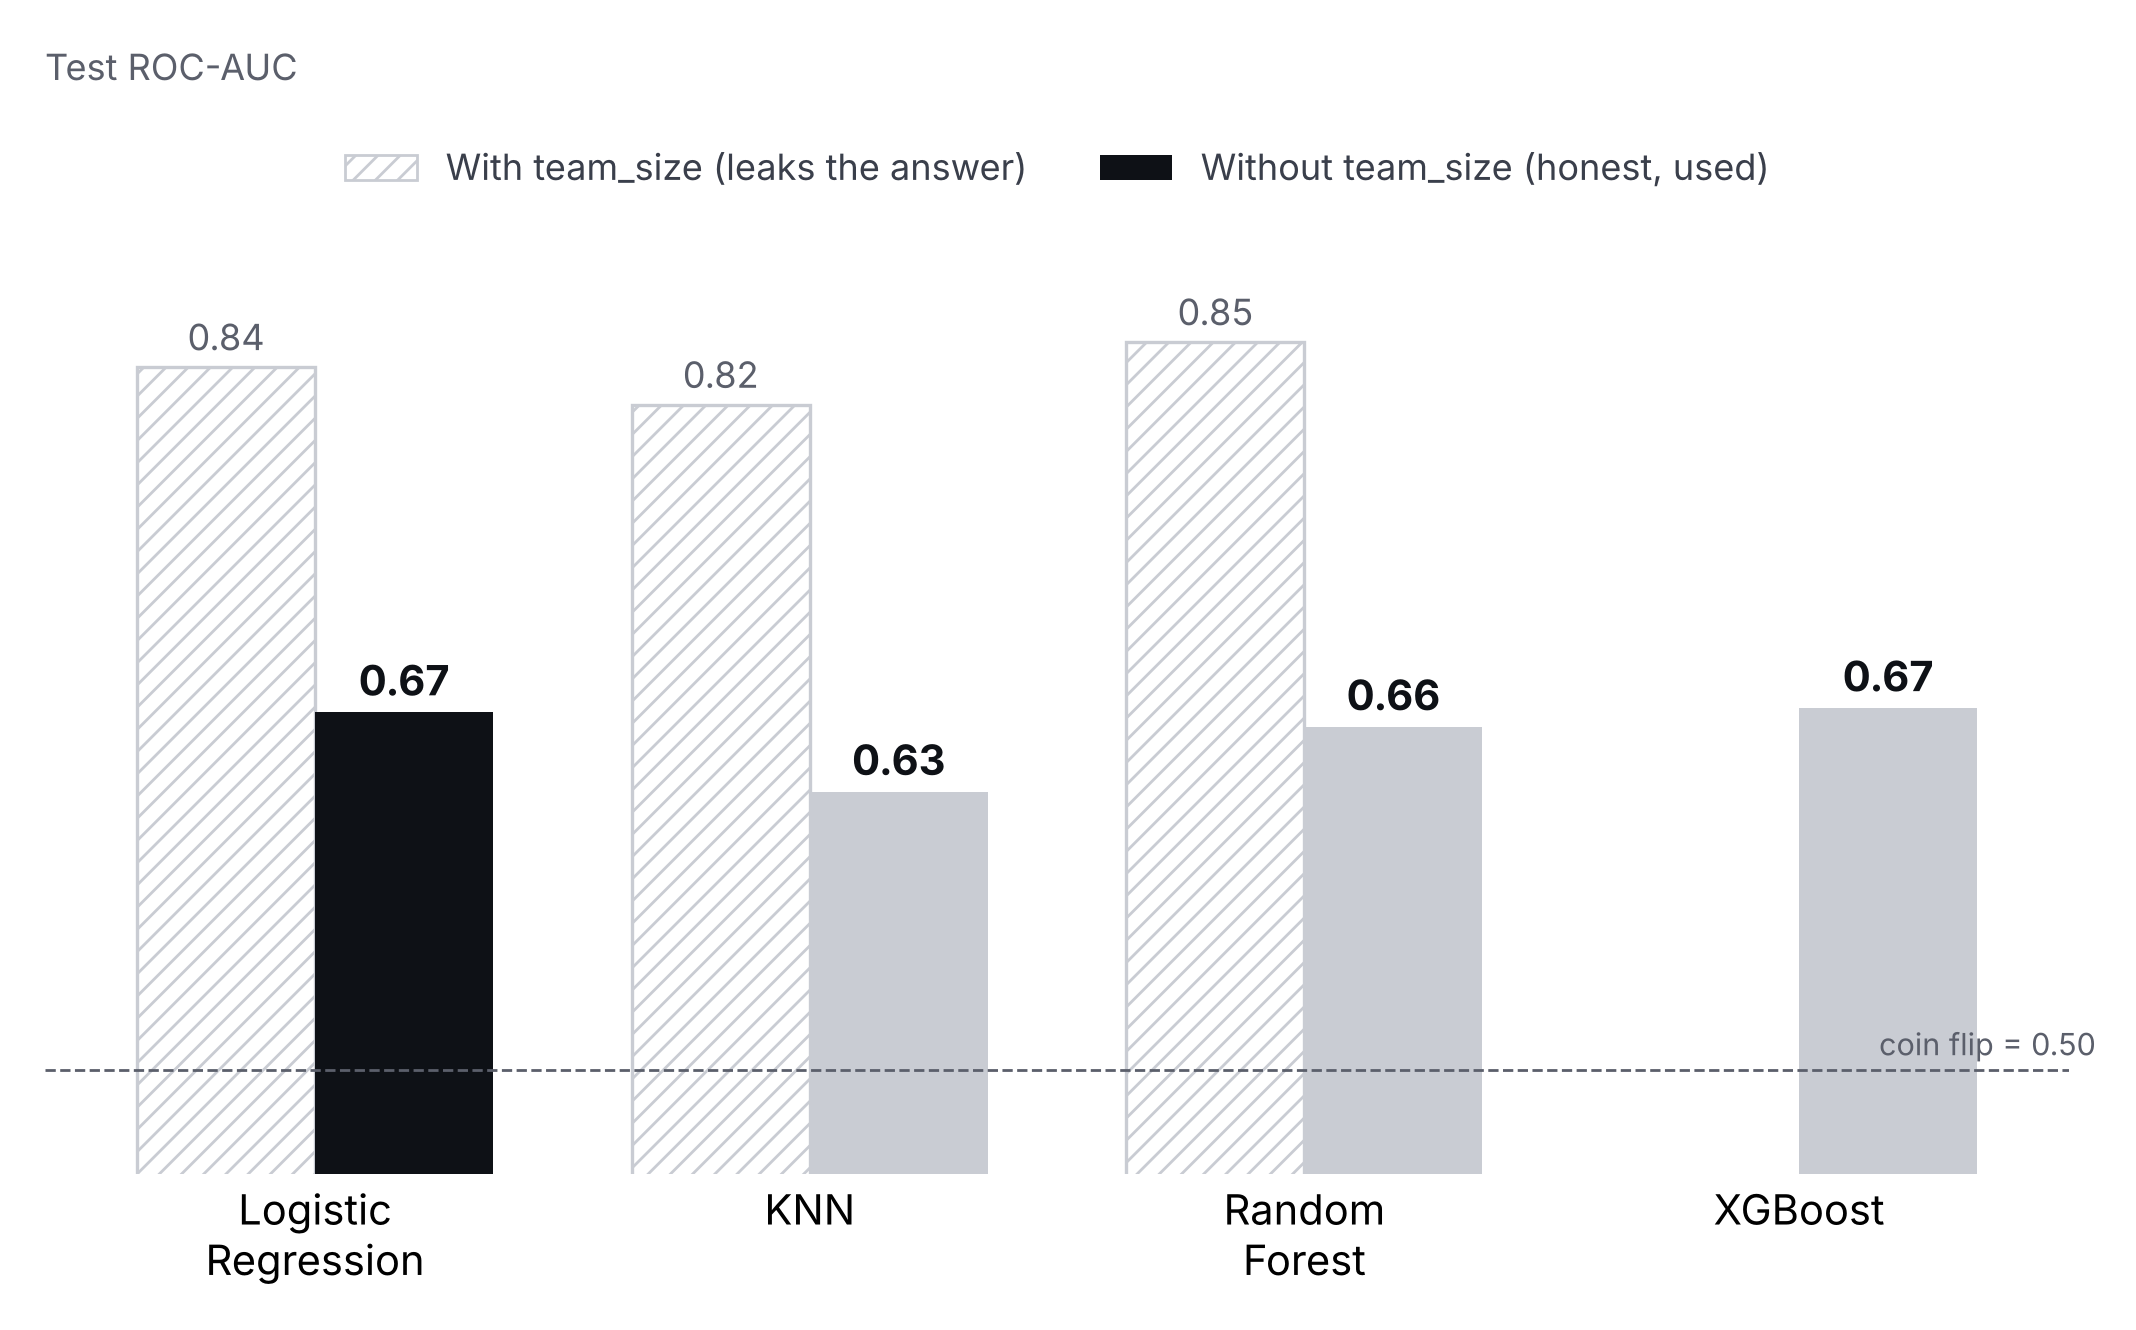 Test ROC-AUC
With team_size (leaks the answer) Without team_size (honest, used)
0.84
0.67
0.82
0.63
0.85
0.66
0.67
coin flip = 0.50
Logistic
Regression
KNN
Random
Forest
XGBoost